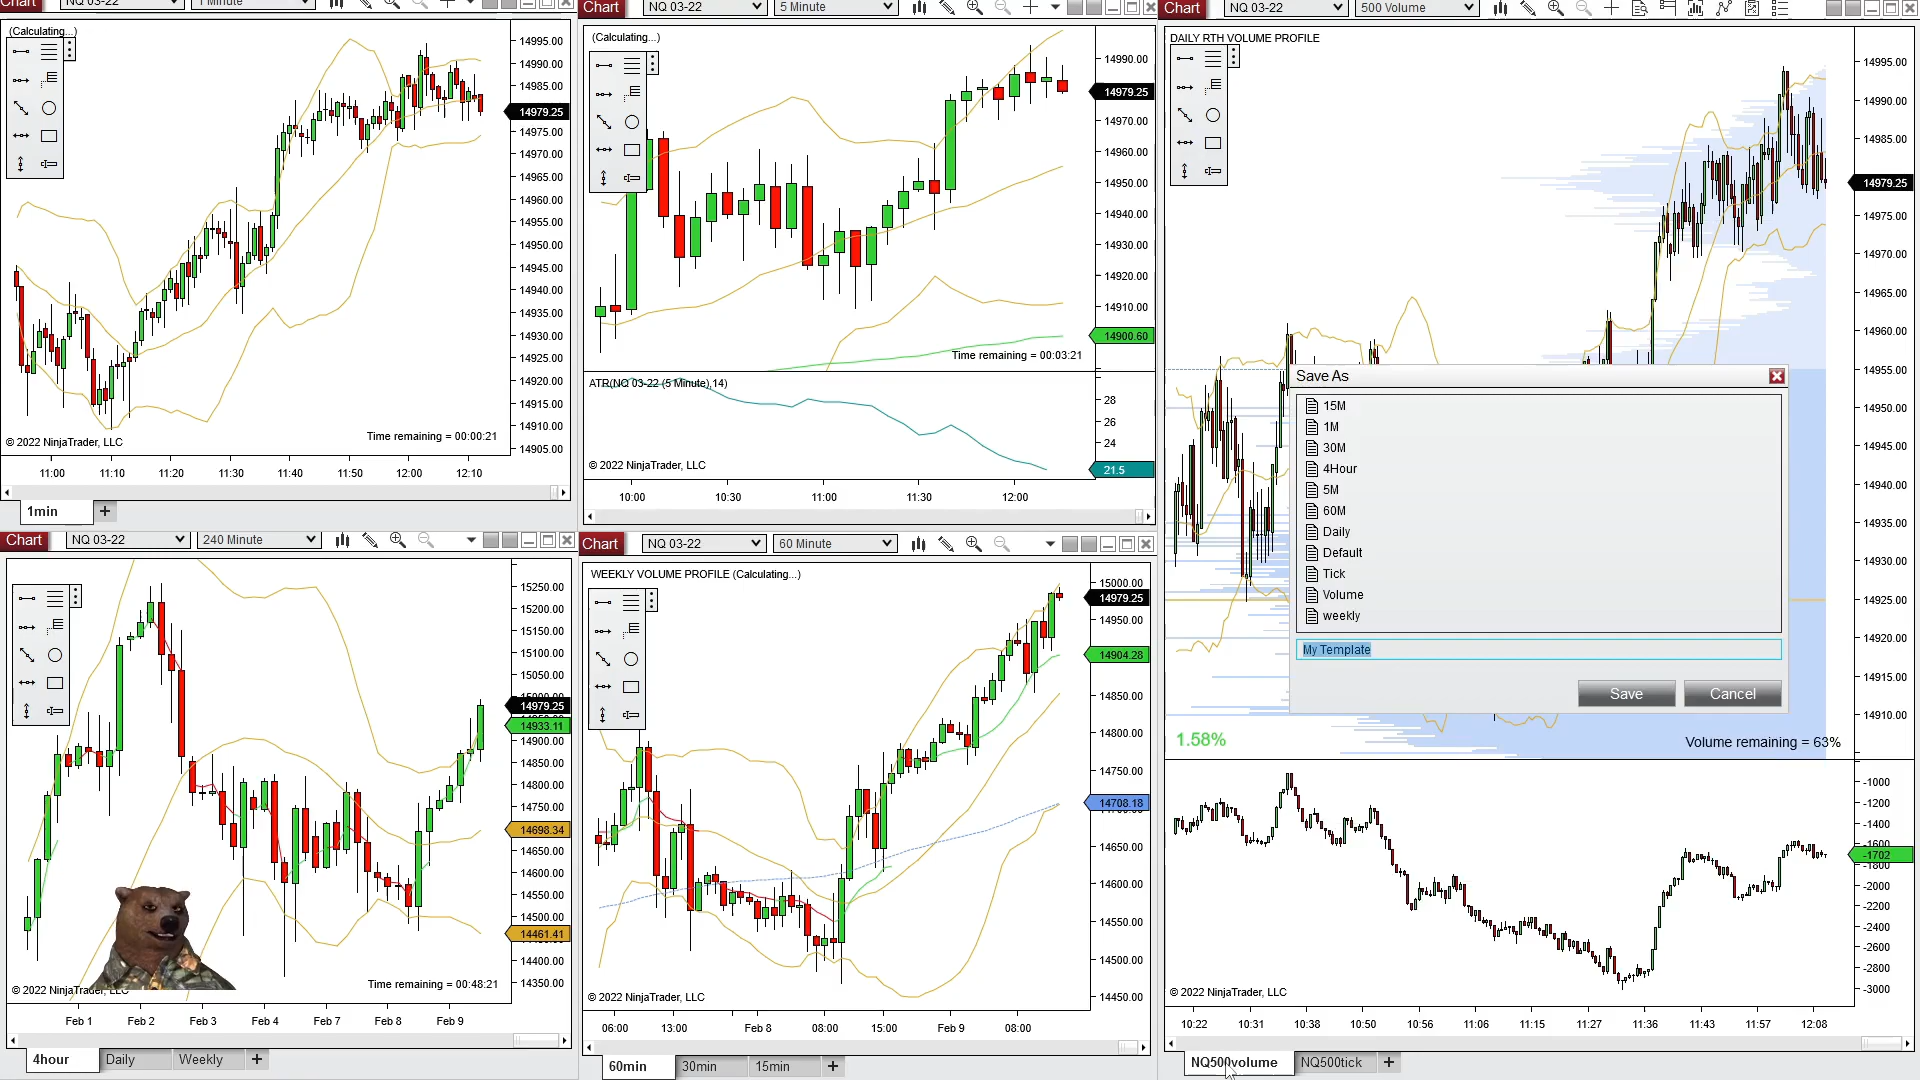 Chart NQ 03-22 1 Minute
(Calculating...)
14995.00
14990.00
14985.00
14979.25
14975.00
14970.00
14965.00
14960.00
14955.00
14950.00
14945.00
14940.00
14935.00
14930.00
14925.00
14920.00
14915.00
14910.00
14905.00
Time remaining = 00:00:21
© 2022 NinjaTrader, LLC
11:00 11:10 11:20 11:30 11:40 11:50 12:00 12:10
1min +
Chart NQ 03-22 5 Minute
(Calculating...)
14990.00
14979.25
14970.00
14960.00
14950.00
14940.00
14930.00
14920.00
14910.00
14900.60
Time remaining = 00:03:21
ATR(NQ 03-22 (5 Minute),14)
28
26
24
21.5
© 2022 NinjaTrader, LLC
10:00 10:30 11:00 11:30 12:00
Chart NQ 03-22 500 Volume
DAILY RTH VOLUME PROFILE
14995.00
14990.00
14985.00
14979.25
14975.00
14970.00
14965.00
14960.00
14955.00
14950.00
14945.00
14940.00
14935.00
14930.00
14925.00
14920.00
14915.00
14910.00
Save As
15M
1M
30M
4Hour
5M
60M
Daily
Default
Tick
Volume
weekly
My Template
Save Cancel
1.58%
Volume remaining = 63%
-1000
-1200
-1400
-1600
-1702
-1800
-2000
-2200
-2400
-2600
-2800
-3000
© 2022 NinjaTrader, LLC
10:22 10:31 10:38 10:50 10:56 11:06 11:15 11:27 11:36 11:43 11:57 12:08
NQ500volume NQ500tick +
Chart NQ 03-22 240 Minute
15250.00
15200.00
15150.00
15100.00
15050.00
15000.00
14979.25
14933.11
14900.00
14850.00
14800.00
14750.00
14698.34
14650.00
14600.00
14550.00
14500.00
14461.41
14400.00
14350.00
Time remaining = 00:48:21
© 2022 NinjaTrader, LLC
Feb 1 Feb 2 Feb 3 Feb 4 Feb 7 Feb 8 Feb 9
4hour Daily Weekly +
Chart NQ 03-22 60 Minute
WEEKLY VOLUME PROFILE (Calculating...)
15000.00
14979.25
14950.00
14904.28
14850.00
14800.00
14750.00
14708.18
14650.00
14600.00
14550.00
14500.00
14450.00
© 2022 NinjaTrader, LLC
06:00 13:00 Feb 8 08:00 15:00 Feb 9 08:00
60min 30min 15min +